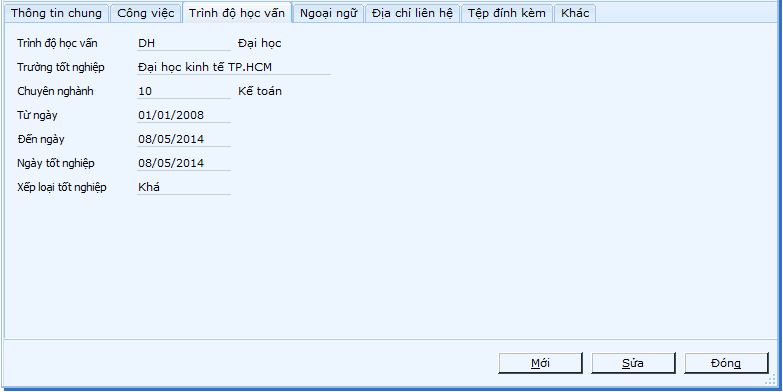 Thông tin chung Công việc Trình độ học vấn Ngoại ngữ Địa chỉ liên hệ Tệp đính kèm Khác
Trình độ học vấn DH Đại học
Trường tốt nghiệp Đại học kinh tế TP.HCM
Chuyên nghành 10 Kế toán
Từ ngày 01/01/2008
Đến ngày 08/05/2014
Ngày tốt nghiệp 08/05/2014
Xếp loại tốt nghiệp Khá
Mới Sửa Đóng